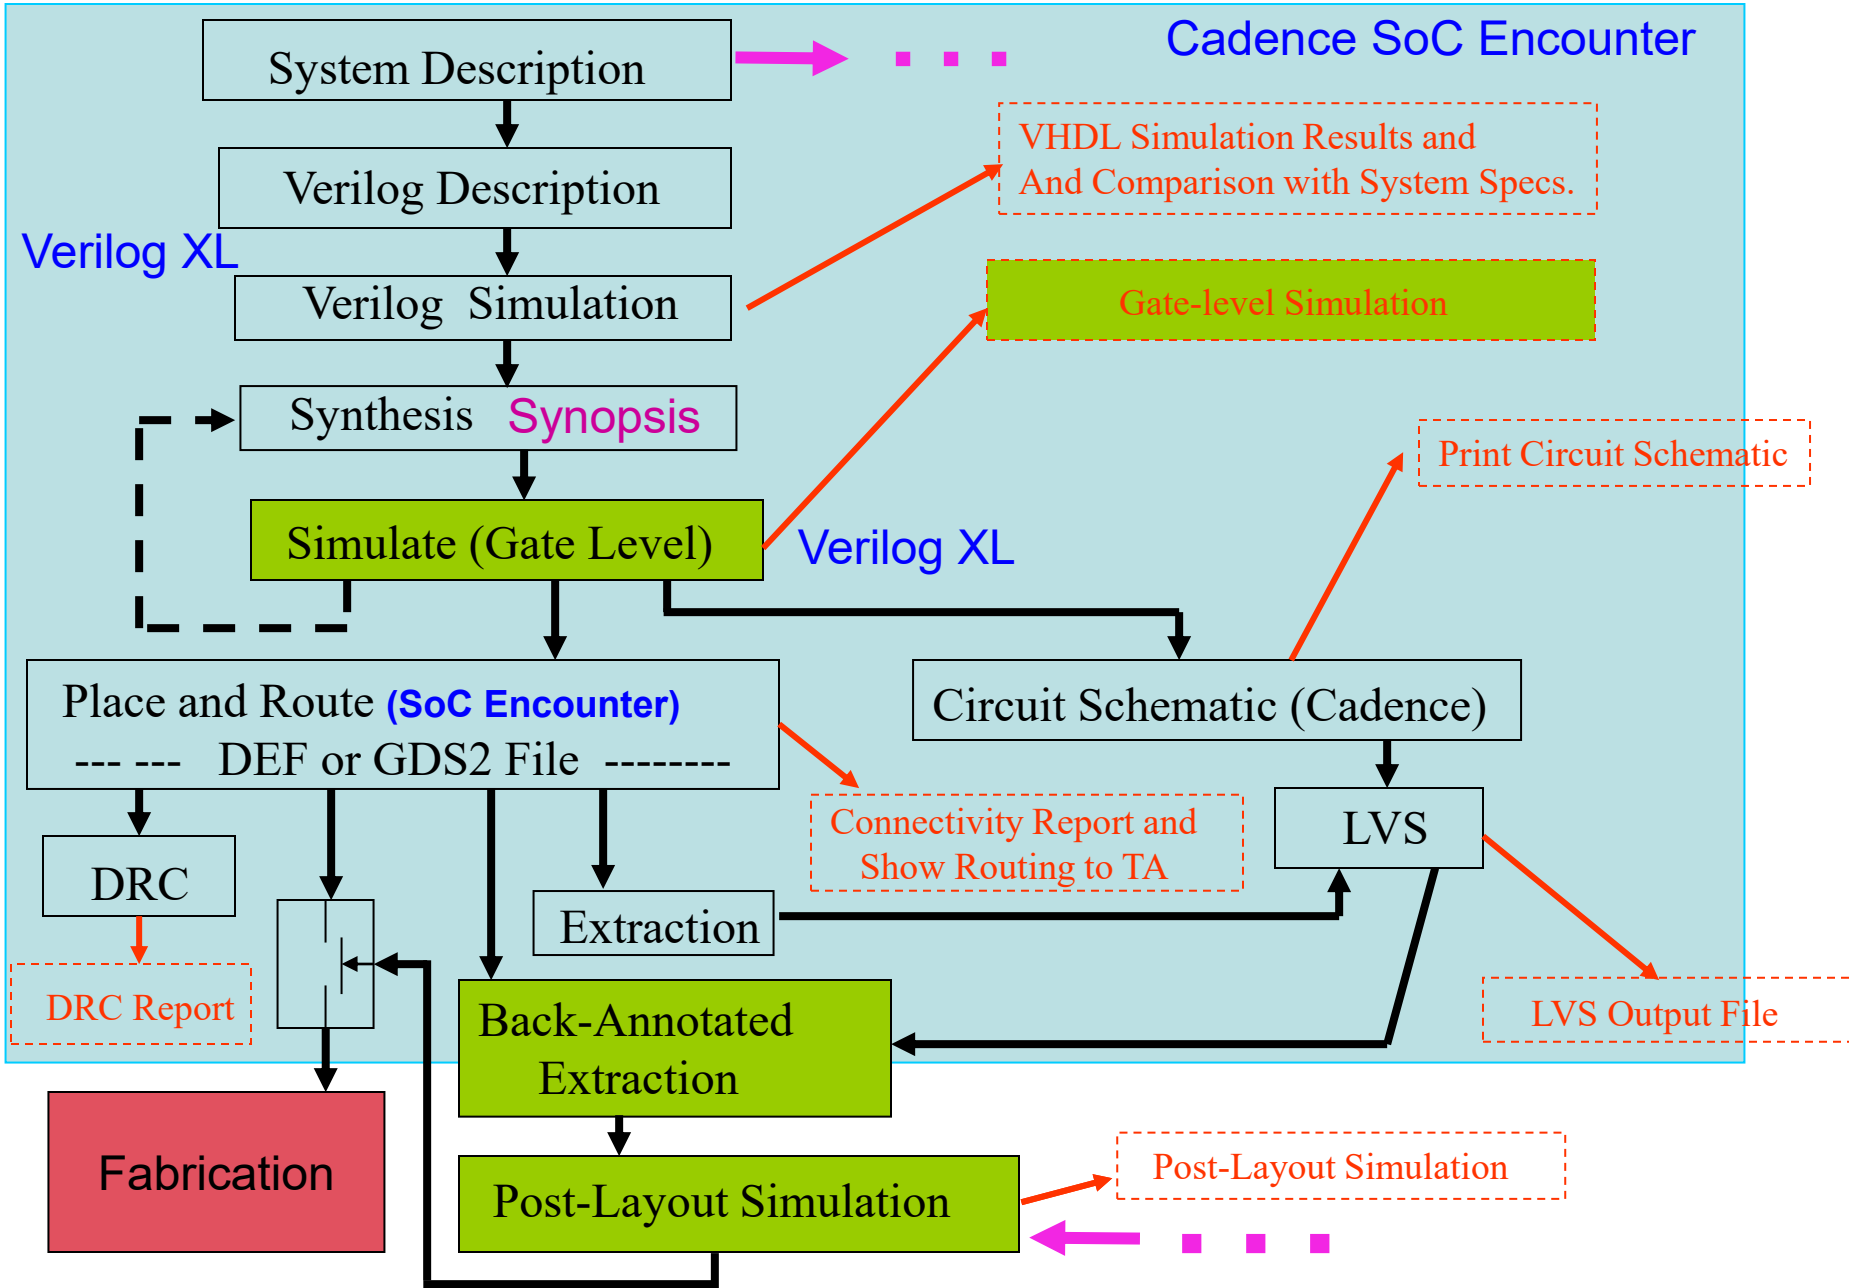 Cadence SoC Encounter
System Description
VHDL Simulation Results and
And Comparison with System Specs.
Verilog Description
Verilog XL
Verilog Simulation
Gate-level Simulation
Synthesis Synopsis
Print Circuit Schematic
Simulate (Gate Level)
Verilog XL
Place and Route (SoC Encounter)
--- --- DEF or GDS2 File --------
Circuit Schematic (Cadence)
Connectivity Report and
Show Routing to TA
LVS
DRC
Extraction
DRC Report
LVS Output File
Back-Annotated
Extraction
Fabrication
Post-Layout Simulation
Post-Layout Simulation